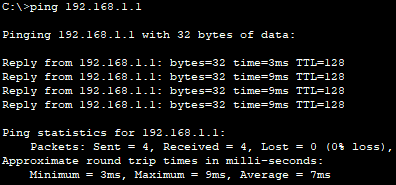 C:\>ping 192.168.1.1
Pinging 192.168.1.1 with 32 bytes of data:
Reply from 192.168.1.1: bytes=32 time=3ms TTL=128
Reply from 192.168.1.1: bytes=32 time=9ms TTL=128
Reply from 192.168.1.1: bytes=32 time=9ms TTL=128
Reply from 192.168.1.1: bytes=32 time=9ms TTL=128
Ping statistics for 192.168.1.1:
    Packets: Sent = 4, Received = 4, Lost = 0 (0% loss),
Approximate round trip times in milli-seconds:
    Minimum = 3ms, Maximum = 9ms, Average = 7ms